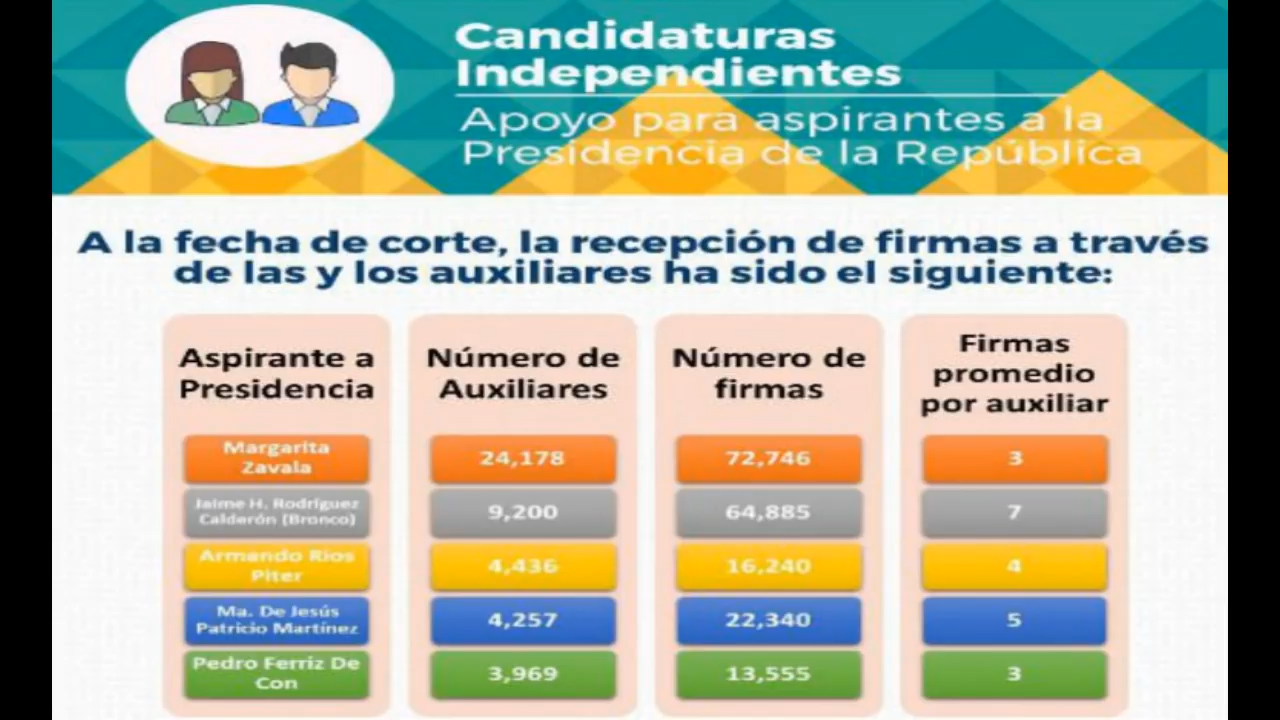 Candidaturas
Independientes
Apoyo para aspirantes a la
Presidencia de la República
A la fecha de corte, la recepción de firmas a través
de las y los auxiliares ha sido el siguiente:
Aspirante a
Presidencia
Número de
Auxiliares
Número de
firmas
Firmas
promedio
por auxiliar
Margarita
Zavala
24,178
72,746
3
Jaime H. Rodríguez
Calderón (Bronco)
9,200
64,885
7
Armando Ríos
Piter
4,436
16,240
4
Ma. De Jesús
Patricio Martínez
4,257
22,340
5
Pedro Ferriz De
Con
3,969
13,555
3